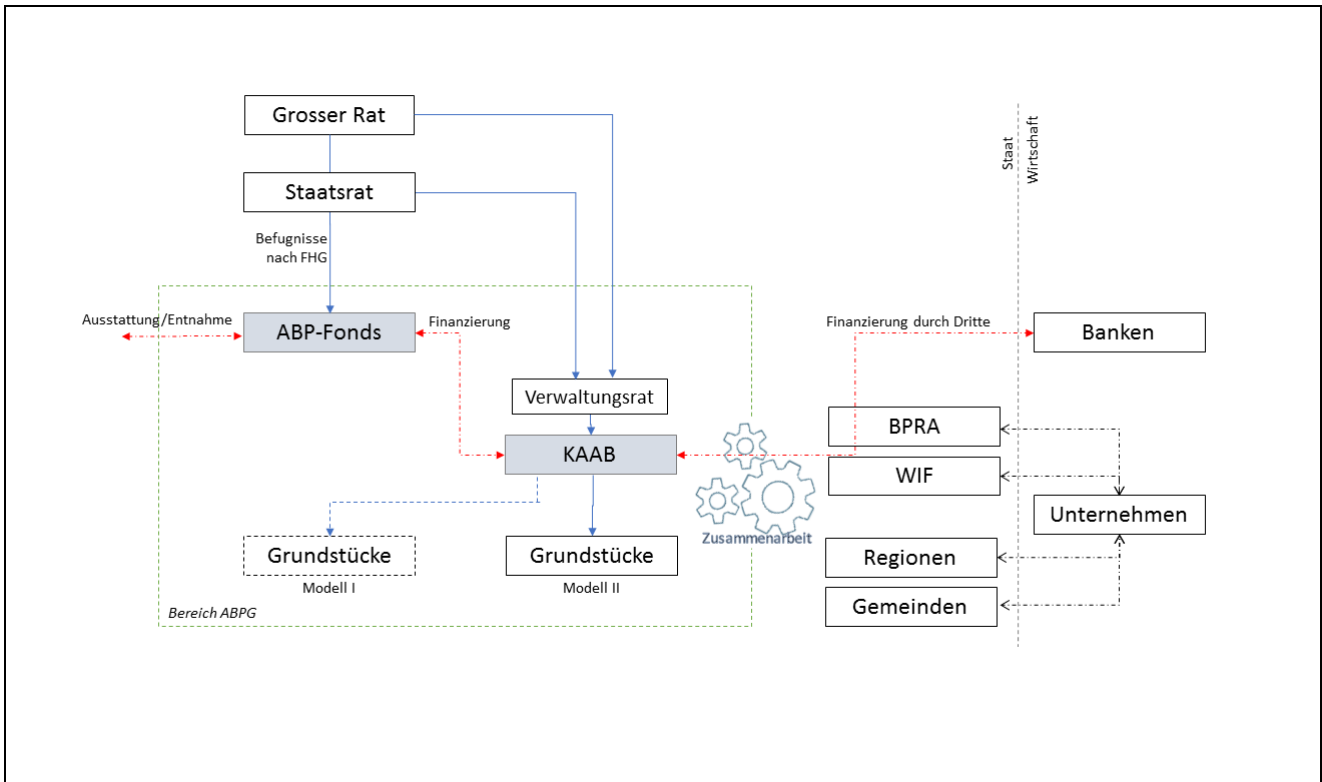 Grosser Rat
Staatsrat
Befugnisse
nach FHG
Staat
Wirtschaft
Ausstattung/Entnahme
ABP-Fonds
Finanzierung
Finanzierung durch Dritte
Banken
Verwaltungsrat
KAAB
BPRA
WIF
Unternehmen
Zusammenarbeit
Grundstücke
Modell I
Grundstücke
Modell II
Regionen
Gemeinden
Bereich ABPG